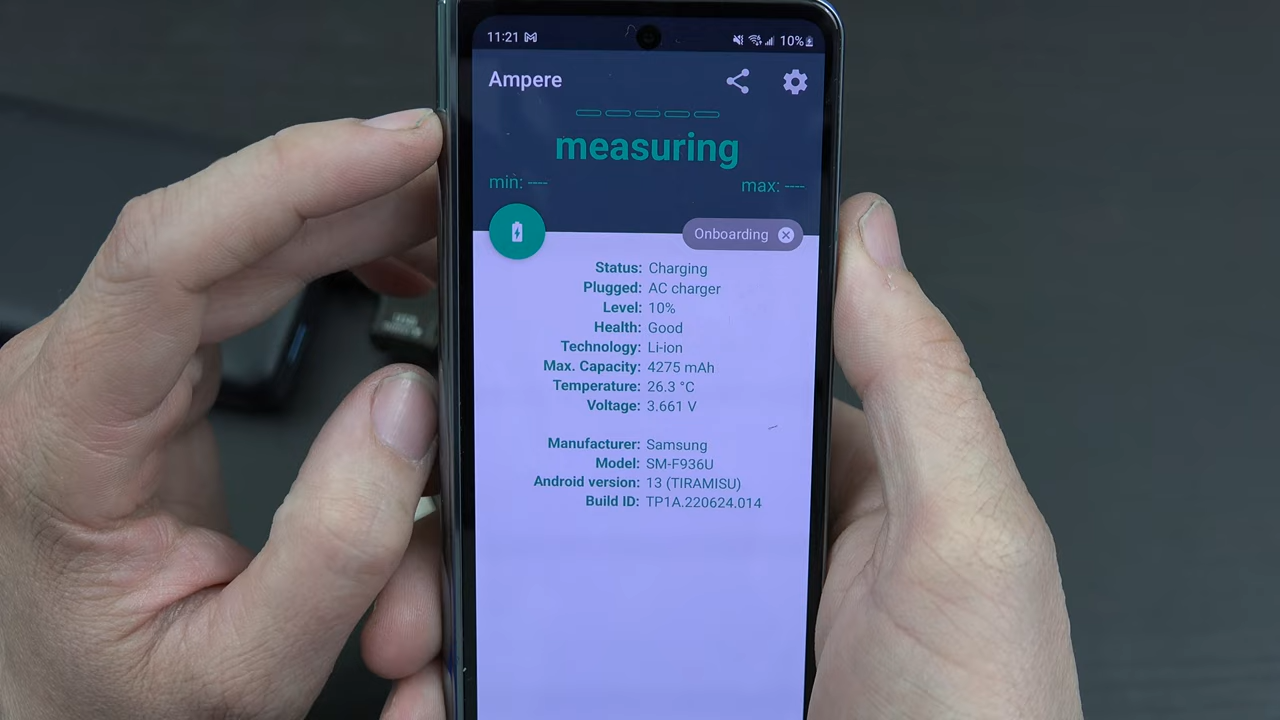 11:21 10%
Ampere
measuring
min: ---- max: ----
Onboarding
Status: Charging
Plugged: AC charger
Level: 10%
Health: Good
Technology: Li-ion
Max. Capacity: 4275 mAh
Temperature: 26.3 °C
Voltage: 3.661 V
Manufacturer: Samsung
Model: SM-F936U
Android version: 13 (TIRAMISU)
Build ID: TP1A.220624.014